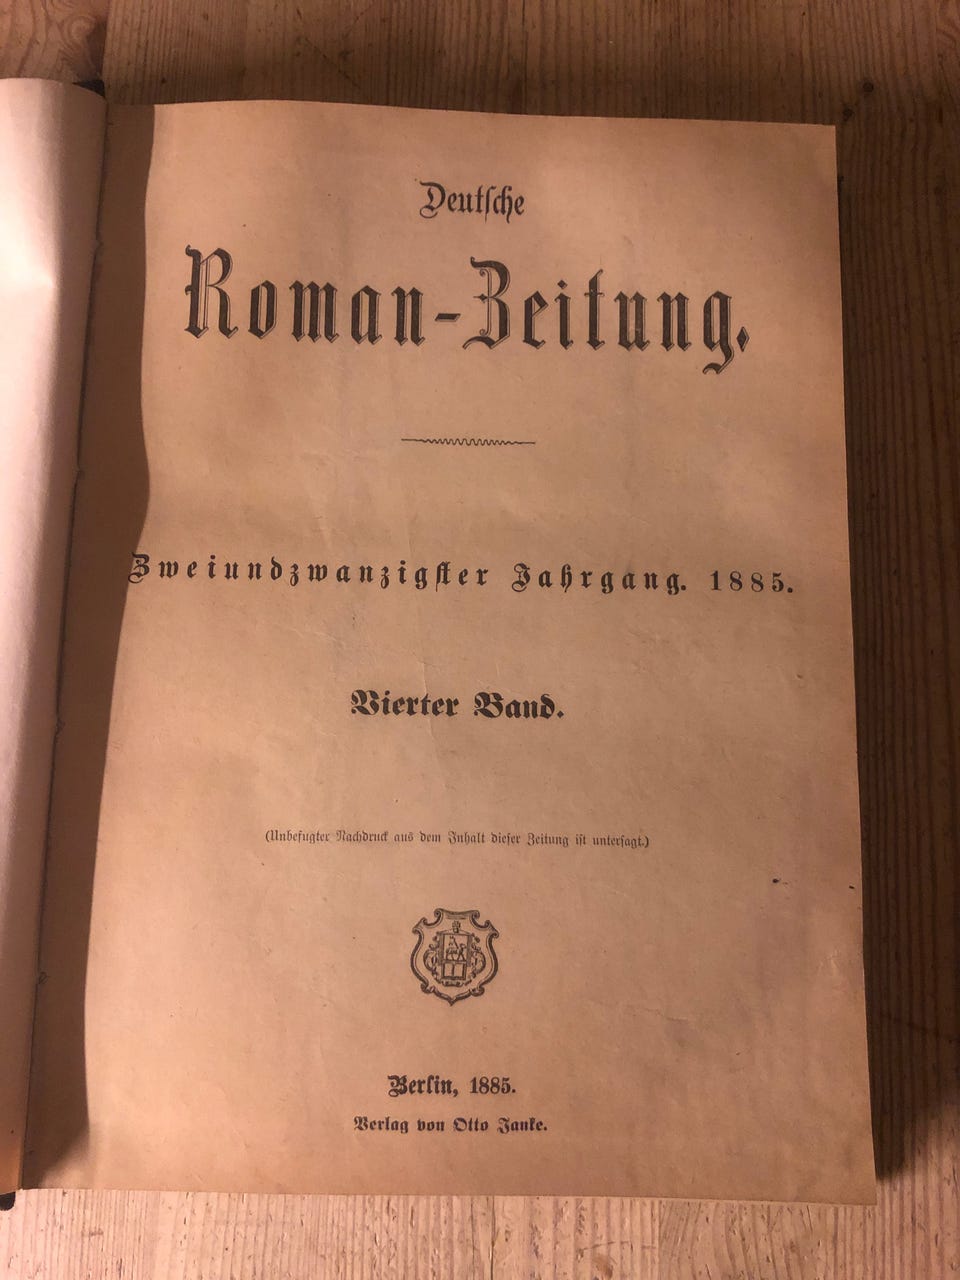 Deutſche
Roman-Zeitung.
Zweiundzwanzigſter Jahrgang. 1885.
Vierter Band.
(Unbefugter Nachdruck aus dem Inhalt dieſer Zeitung iſt unterſagt.)
Berlin, 1885.
Verlag von Otto Janke.